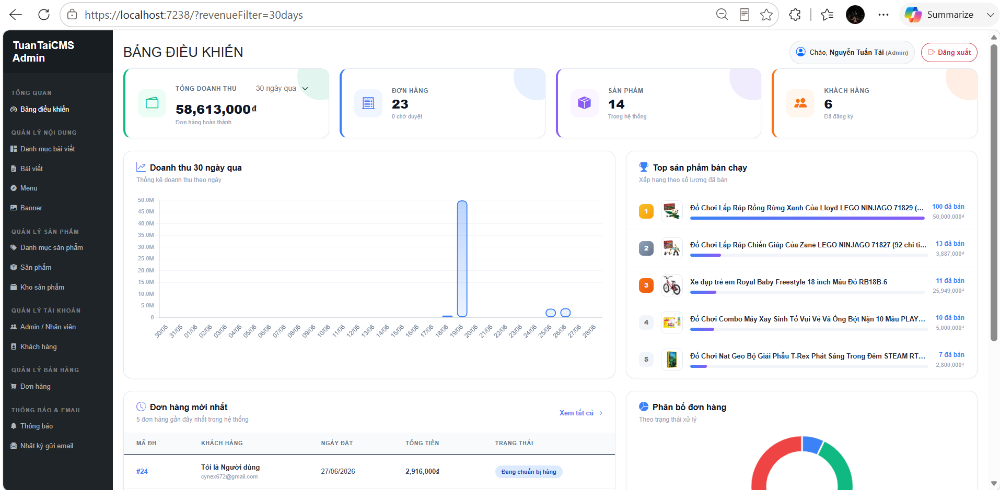 https://localhost:7238/?revenueFilter=30days
Summarize
TuanTaiCMS
Admin
TỔNG QUAN
Bảng điều khiển
QUẢN LÝ NỘI DUNG
Danh mục bài viết
Bài viết
Menu
Banner
QUẢN LÝ SẢN PHẨM
Danh mục sản phẩm
Sản phẩm
Kho sản phẩm
QUẢN LÝ TÀI KHOẢN
Admin / Nhân viên
Khách hàng
QUẢN LÝ BÁN HÀNG
Đơn hàng
THÔNG BÁO & EMAIL
Thông báo
Nhật ký gửi email
BẢNG ĐIỀU KHIỂN
Chào, Nguyễn Tuấn Tài (Admin)
Đăng xuất
TỔNG DOANH THU
30 ngày qua
58,613,000₫
Đơn hàng hoàn thành
ĐƠN HÀNG
23
0 chờ duyệt
SẢN PHẨM
14
Trong hệ thống
KHÁCH HÀNG
6
Đã đăng ký
Doanh thu 30 ngày qua
Thống kê doanh thu theo ngày
50.0M
45.0M
40.0M
35.0M
30.0M
25.0M
20.0M
15.0M
10.0M
5.0M
0
30/05 31/05 01/06 02/06 03/06 04/06 05/06 06/06 07/06 08/06 09/06 10/06 11/06 12/06 13/06 14/06 15/06 16/06 17/06 18/06 19/06 20/06 21/06 22/06 23/06 24/06 25/06 26/06 27/06 28/06
Top sản phẩm bán chạy
Xếp hạng theo số lượng đã bán
1
Đồ Chơi Lắp Ráp Rồng Rừng Xanh Của Lloyd LEGO NINJAGO 71829 (...
100 đã bán
50,000,000₫
2
Đồ Chơi Lắp Ráp Chiến Giáp Của Zane LEGO NINJAGO 71827 (92 chi ti...
13 đã bán
3,887,000₫
3
Xe đạp trẻ em Royal Baby Freestyle 18 inch Màu Đỏ RB18B-6
11 đã bán
25,949,000₫
4
Đồ Chơi Combo Máy Xay Sinh Tố Vui Vẻ Và Ống Bột Nặn 10 Màu PLAY...
10 đã bán
5,000,000₫
5
Đồ Chơi Nat Geo Bộ Giải Phẫu T-Rex Phát Sáng Trong Đêm STEAM RT...
7 đã bán
2,800,000₫
Đơn hàng mới nhất
5 đơn hàng gần đây nhất trong hệ thống
Xem tất cả →
MÃ ĐH KHÁCH HÀNG NGÀY ĐẶT TỔNG TIỀN TRẠNG THÁI
#24 Tôi là Người dùng 27/06/2026 2,916,000₫ Đang chuẩn bị hàng
cynex672@gmail.com
Phân bố đơn hàng
Theo trạng thái xử lý